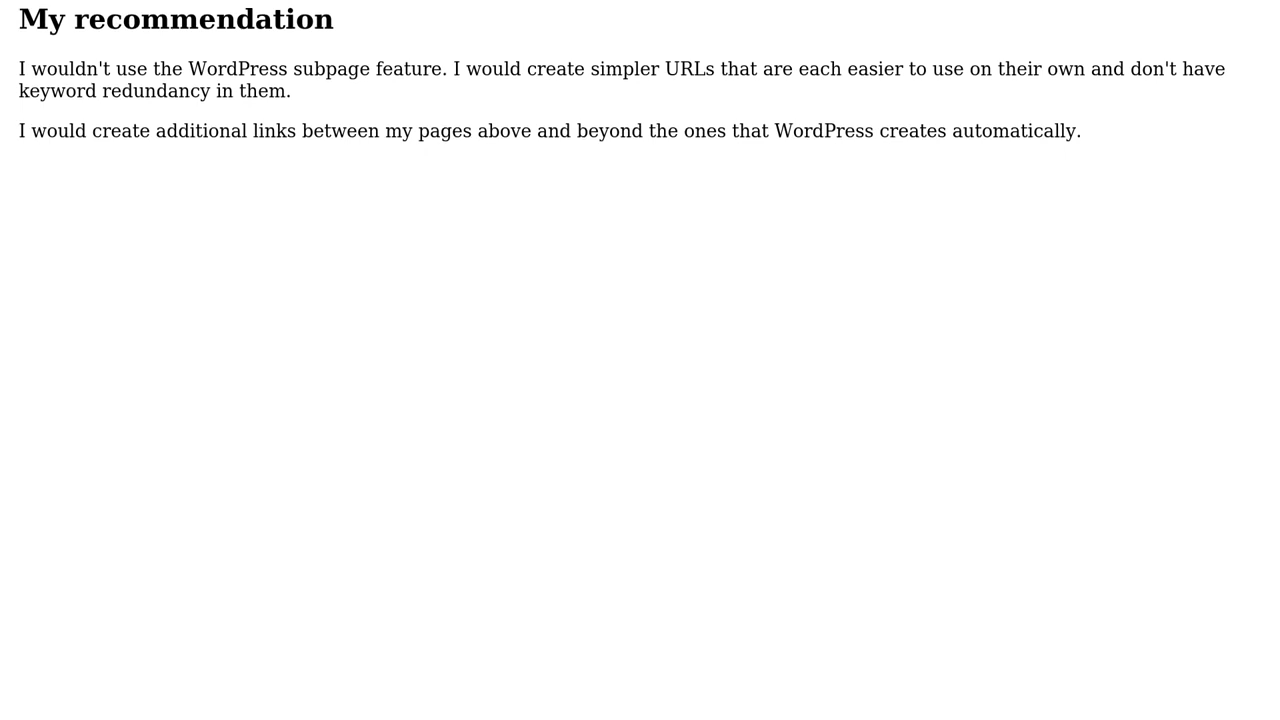 My recommendation
I wouldn't use the WordPress subpage feature. I would create simpler URLs that are each easier to use on their own and don't have
keyword redundancy in them.
I would create additional links between my pages above and beyond the ones that WordPress creates automatically.